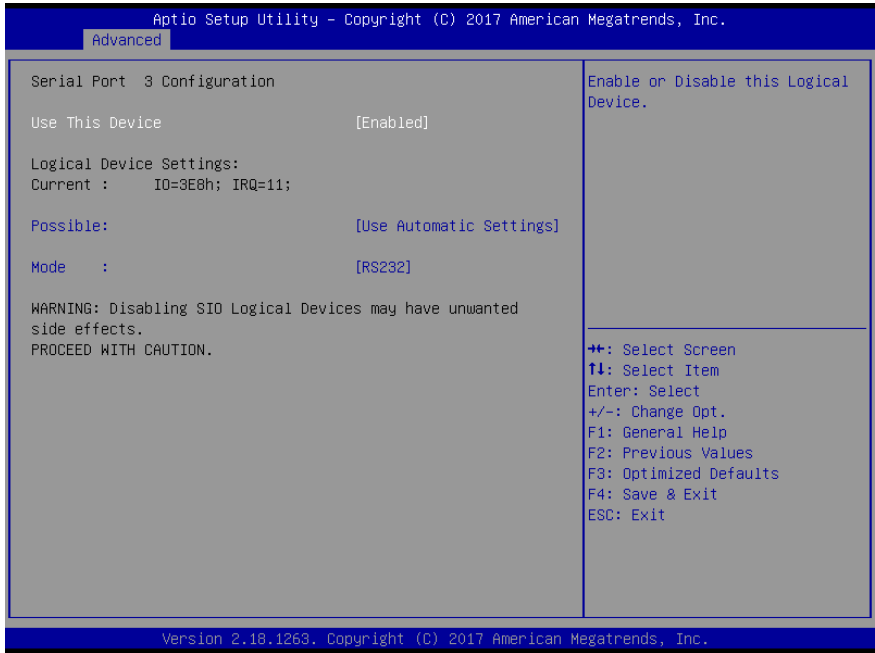 Aptio Setup Utility – Copyright (C) 2017 American Megatrends, Inc.
Advanced
Serial Port 3 Configuration
Use This Device [Enabled]
Logical Device Settings:
Current : IO=3E8h; IRQ=11;
Possible: [Use Automatic Settings]
Mode : [RS232]
WARNING: Disabling SIO Logical Devices may have unwanted
side effects.
PROCEED WITH CAUTION.
Enable or Disable this Logical
Device.
→←: Select Screen
↑↓: Select Item
Enter: Select
+/-: Change Opt.
F1: General Help
F2: Previous Values
F3: Optimized Defaults
F4: Save & Exit
ESC: Exit
Version 2.18.1263. Copyright (C) 2017 American Megatrends, Inc.